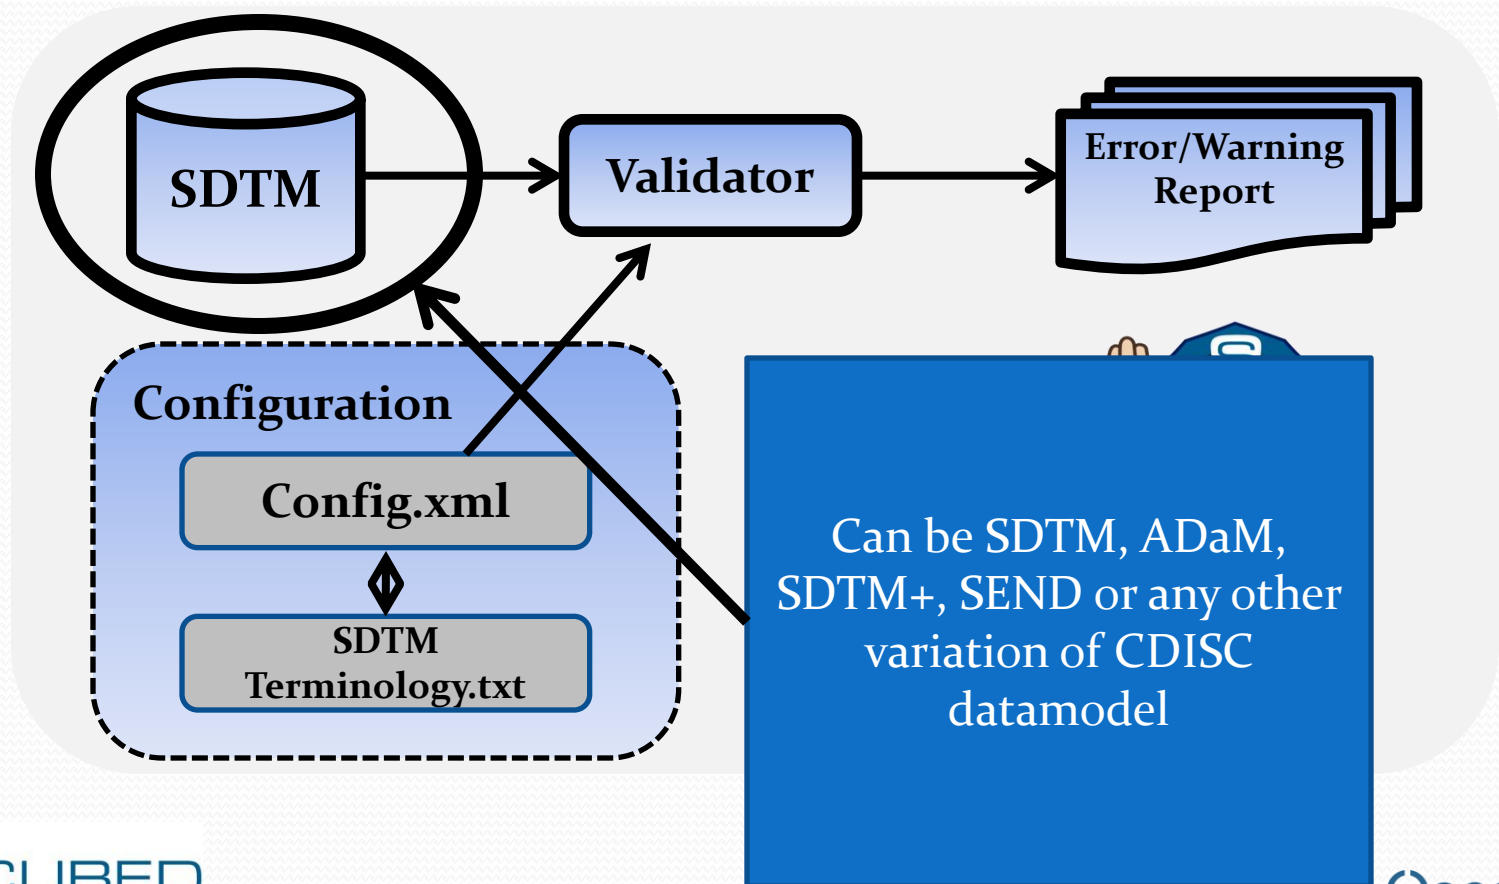 SDTM
Validator
Error/Warning
Report
Configuration
Config.xml
SDTM
Terminology.txt
Can be SDTM, ADaM,
SDTM+, SEND or any other
variation of CDISC
datamodel